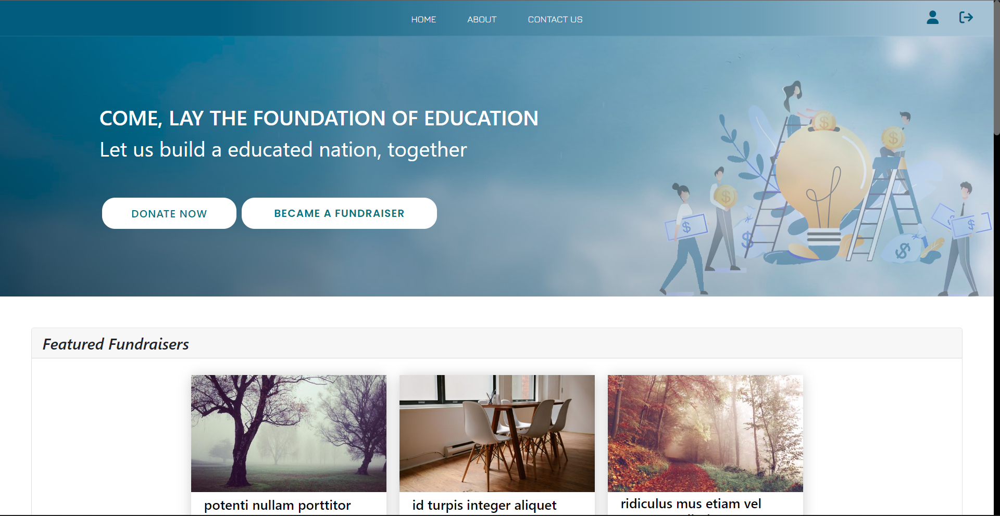 HOME ABOUT CONTACT US
COME, LAY THE FOUNDATION OF EDUCATION
Let us build a educated nation, together
DONATE NOW BECAME A FUNDRAISER
Featured Fundraisers
potenti nullam porttitor
id turpis integer aliquet
ridiculus mus etiam vel